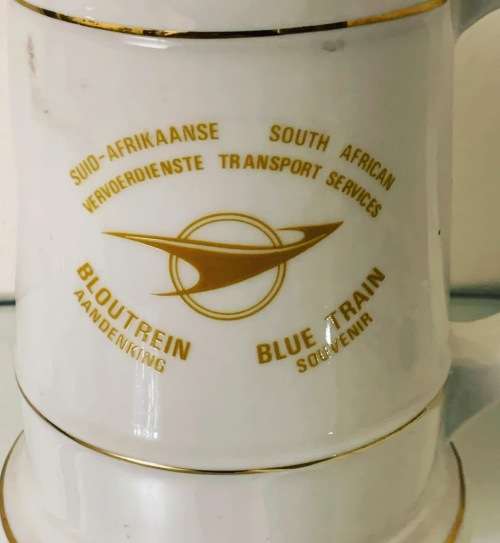 SUID-AFRIKAANSE SOUTH AFRICAN
VERVOERDIENSTE TRANSPORT SERVICES
BLOUTREIN
AANDENKING
BLUE TRAIN
SOUVENIR